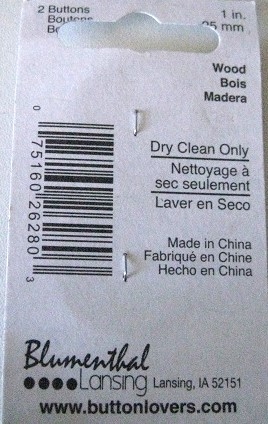 2 Buttons 1 in.
Boutons 25 mm
Wood
Bois
Madera
Dry Clean Only
Nettoyage à
sec seulement
Laver en Seco
0 75160 26280 3
Made in China
Fabriqué en Chine
Hecho en China
Blumenthal
Lansing Lansing, IA 52151
www.buttonlovers.com